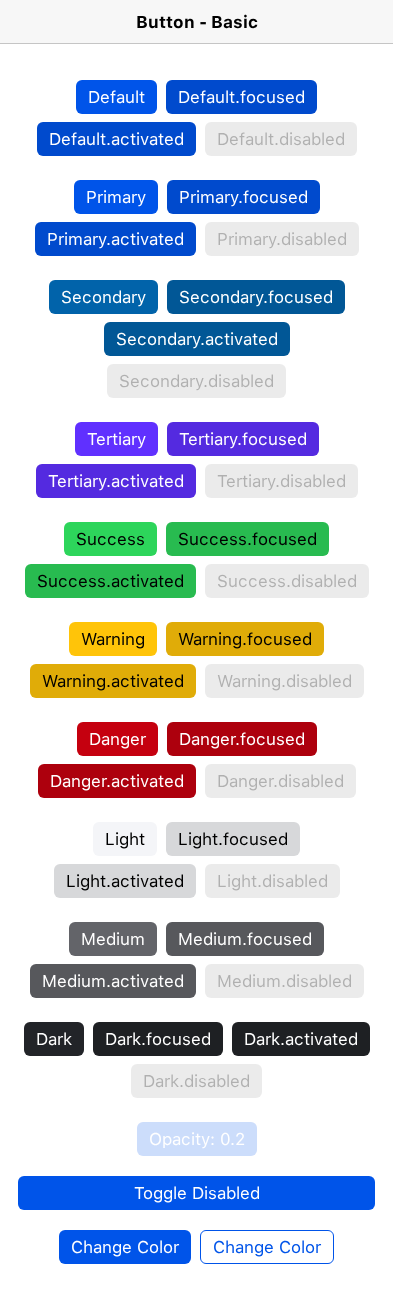 Button - Basic
Default Default.focused
Default.activated Default.disabled
Primary Primary.focused
Primary.activated Primary.disabled
Secondary Secondary.focused
Secondary.activated
Secondary.disabled
Tertiary Tertiary.focused
Tertiary.activated Tertiary.disabled
Success Success.focused
Success.activated Success.disabled
Warning Warning.focused
Warning.activated Warning.disabled
Danger Danger.focused
Danger.activated Danger.disabled
Light Light.focused
Light.activated Light.disabled
Medium Medium.focused
Medium.activated Medium.disabled
Dark Dark.focused Dark.activated
Dark.disabled
Opacity: 0.2
Toggle Disabled
Change Color Change Color